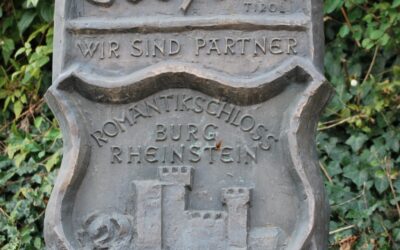 TIROL
WIR SIND PARTNER
ROMANTIKSCHLOSS
BURG
RHEINSTEIN